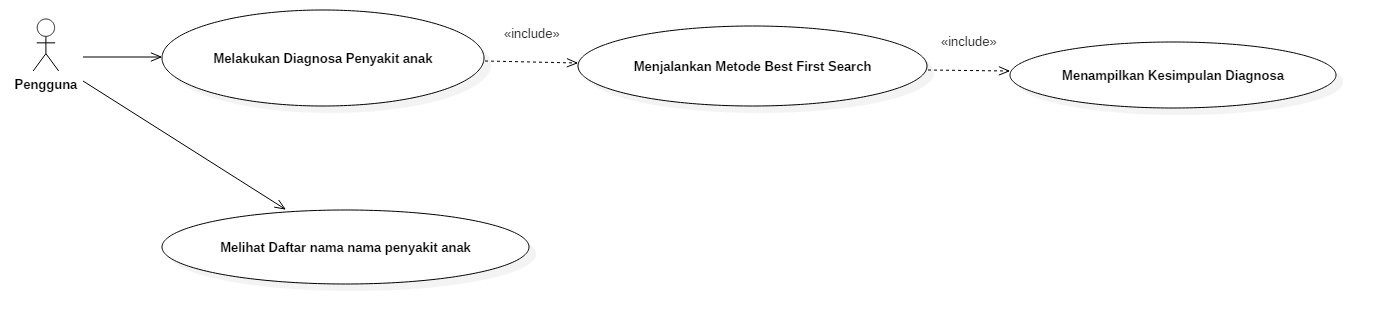 «include»
«include»
Melakukan Diagnosa Penyakit anak
Menjalankan Metode Best First Search
Menampilkan Kesimpulan Diagnosa
Pengguna
Melihat Daftar nama nama penyakit anak